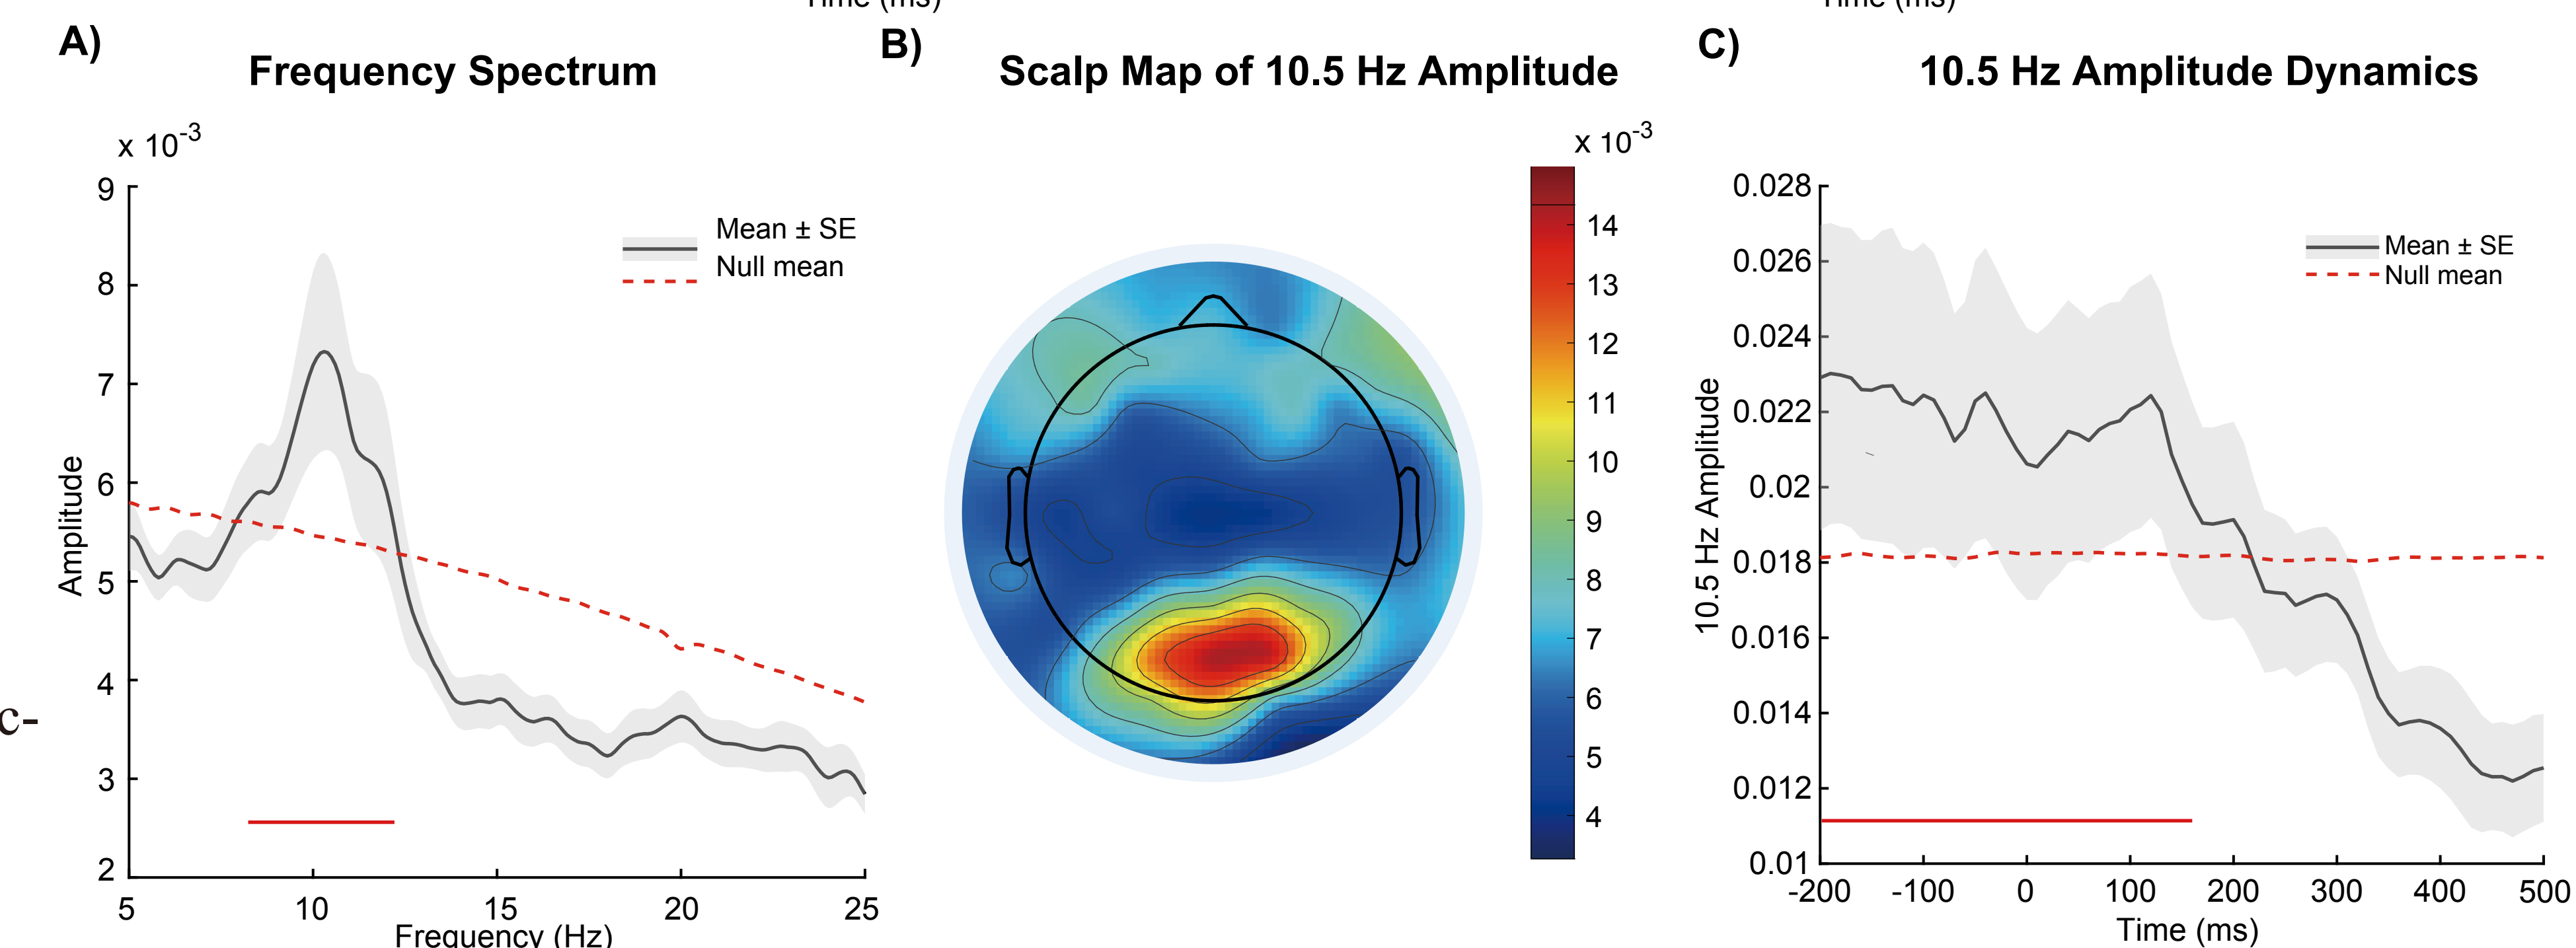 Time (ms)
Time (ms)
A)
Frequency Spectrum
x 10-3
9
8
7
6
5
4
3
2
Amplitude
Mean ± SE
Null mean
5
10
15
20
25
Frequency (Hz)
c-
B)
Scalp Map of 10.5 Hz Amplitude
x 10-3
14
13
12
11
10
9
8
7
6
5
4
C)
10.5 Hz Amplitude Dynamics
0.028
0.026
0.024
0.022
0.02
0.018
0.016
0.014
0.012
0.01
10.5 Hz Amplitude
Mean ± SE
Null mean
-200
-100
0
100
200
300
400
500
Time (ms)